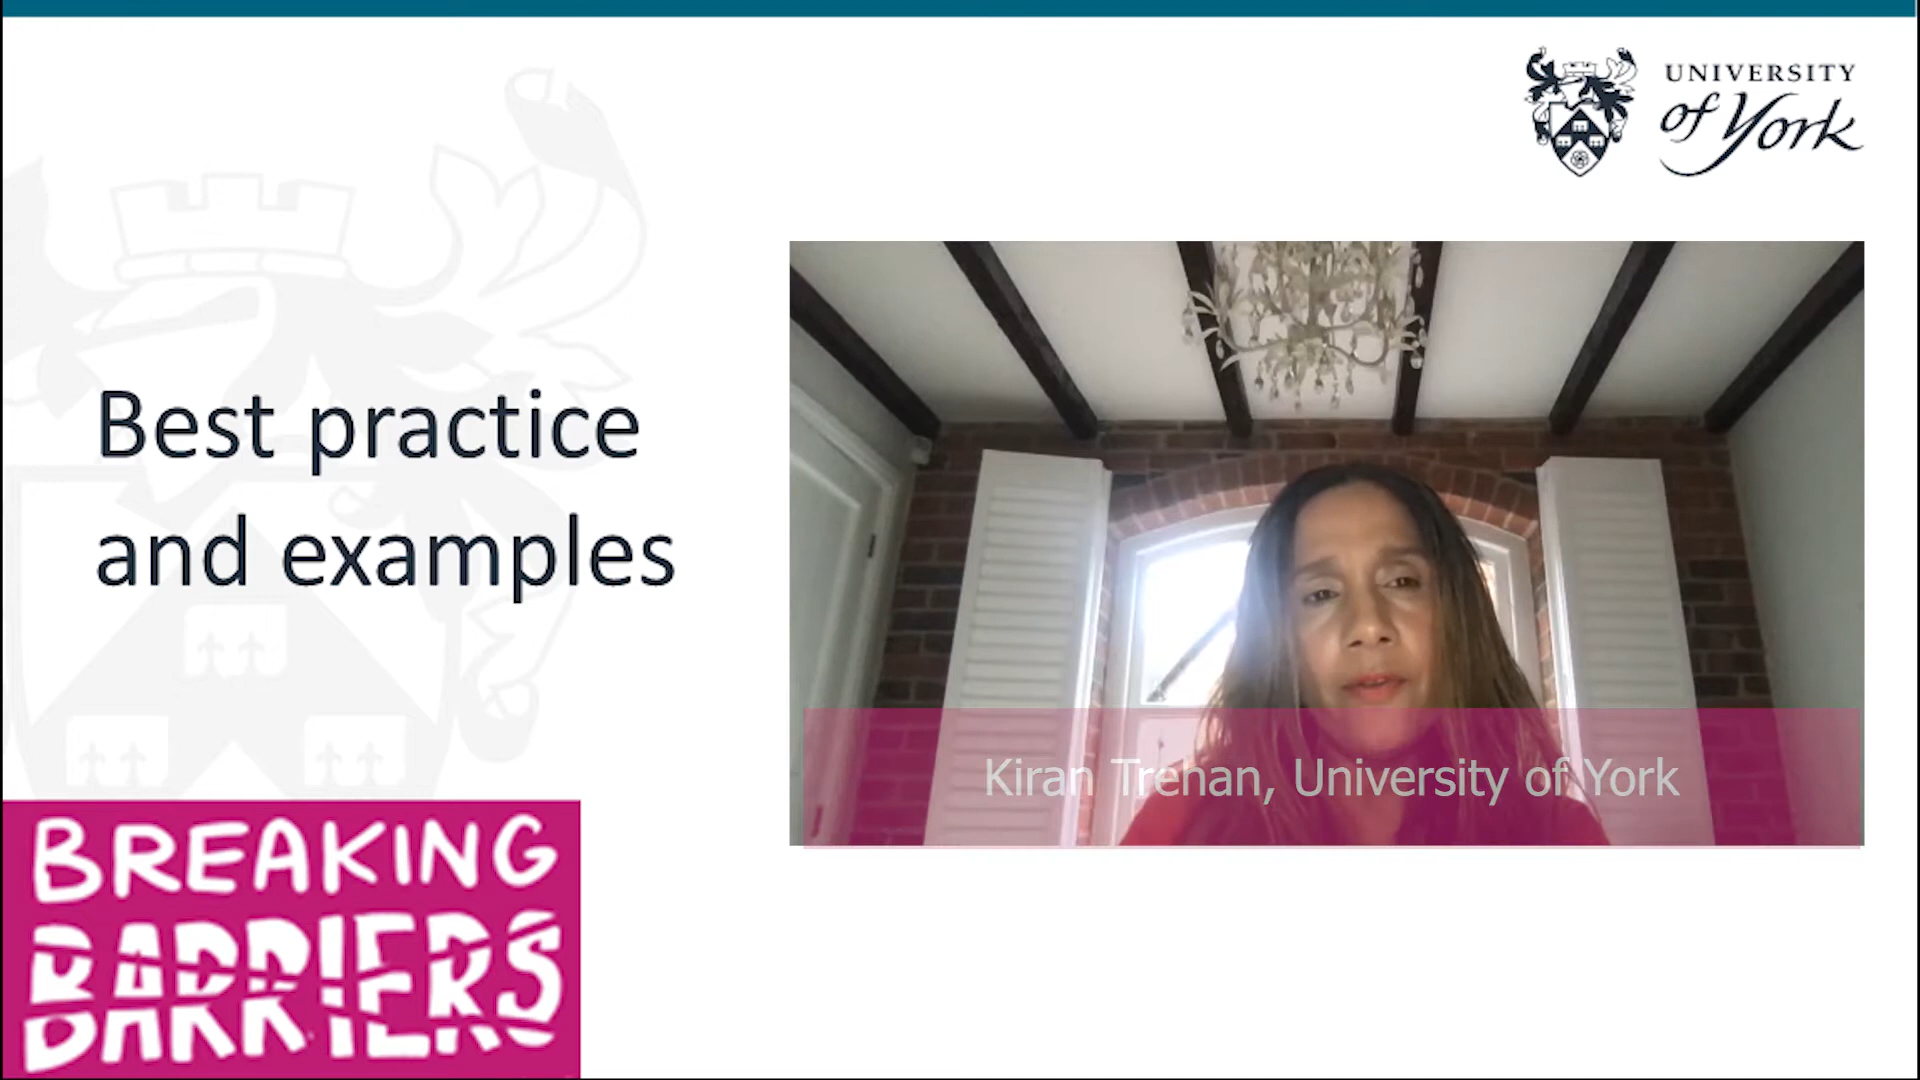 UNIVERSITY
of York
Best practice
and examples
Kiran Trehan, University of York
BREAKING
BARRIERS